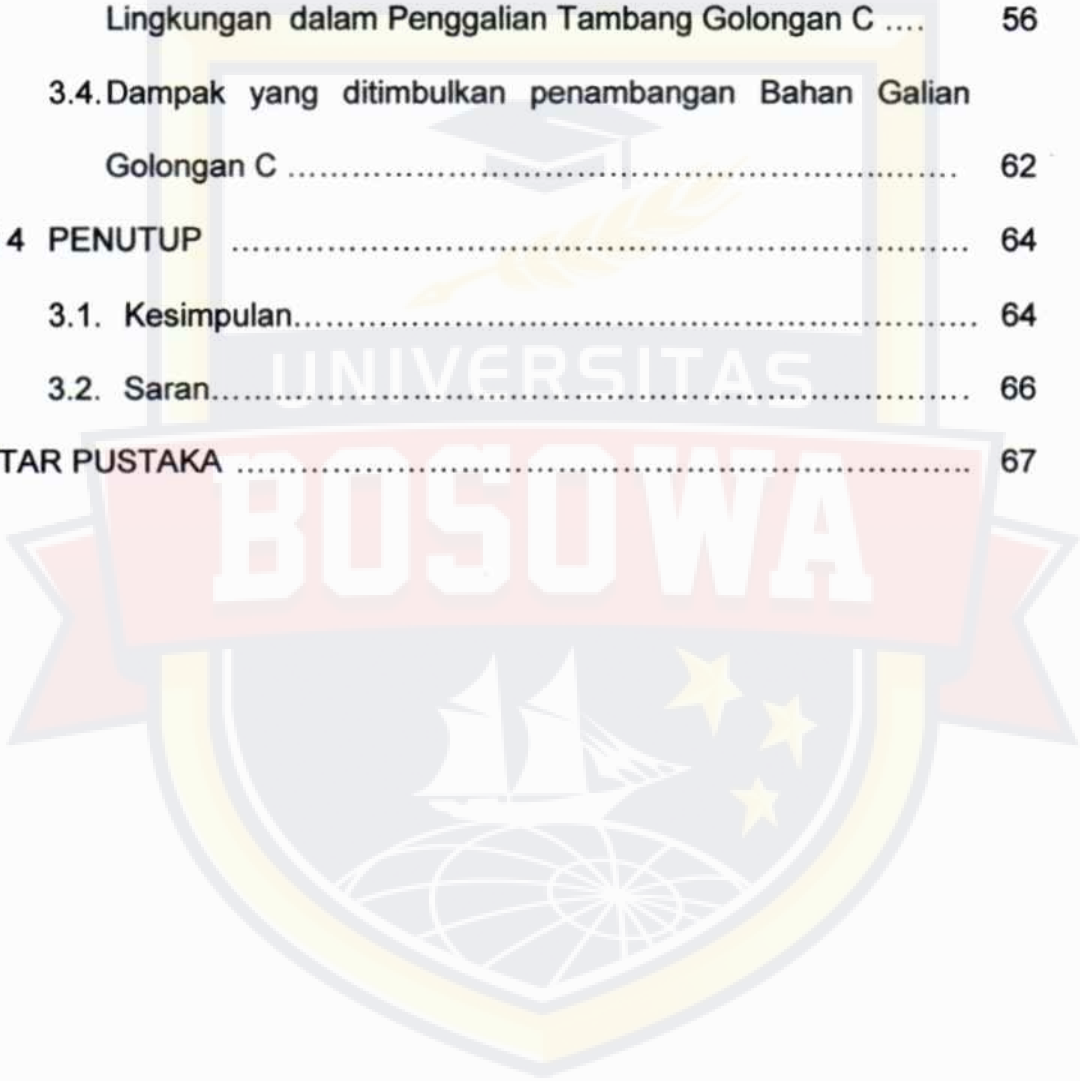 Lingkungan dalam Penggalian Tambang Golongan C .... 56
3.4. Dampak yang ditimbulkan penambangan Bahan Galian
Golongan C .................................................................. 62
4 PENUTUP .................................................................. 64
3.1. Kesimpulan.................................................................. 64
3.2. Saran.................................................................. 66
TAR PUSTAKA .................................................................. 67
UNIVERSITAS
BOSOWA